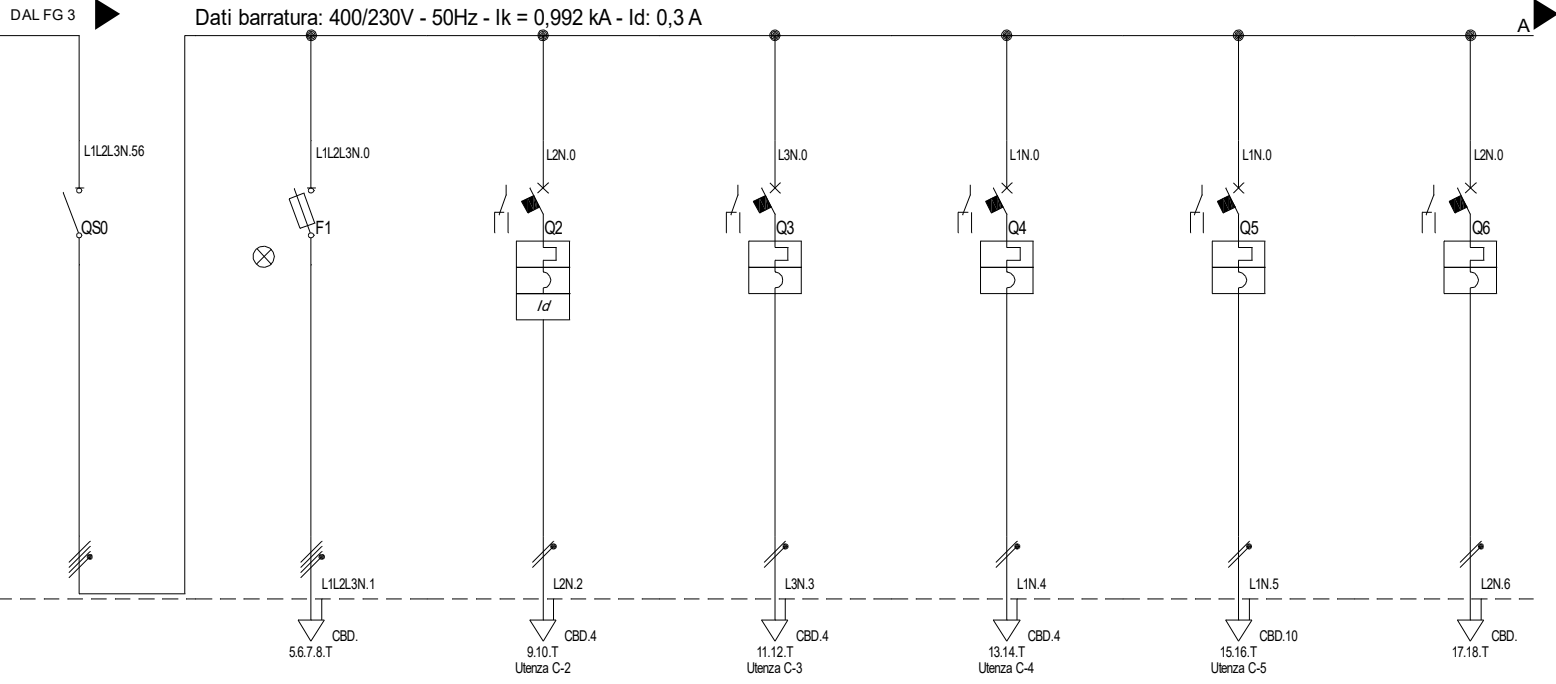 DAL FG 3
Dati barratura: 400/230V - 50Hz - Ik = 0,992 kA - Id: 0,3 A
A
L1L2L3N.56
L1L2L3N.0
L2N.0
L3N.0
L1N.0
L1N.0
L2N.0
QS0
F1
Q2
Q3
Q4
Q5
Q6
Id
L1L2L3N.1
L2N.2
L3N.3
L1N.4
L1N.5
L2N.6
CBD.
CBD.4
CBD.4
CBD.4
CBD.10
CBD.
5.6.7.8.T
9.10.T
11.12.T
13.14.T
15.16.T
17.18.T
Utenza C-2
Utenza C-3
Utenza C-4
Utenza C-5